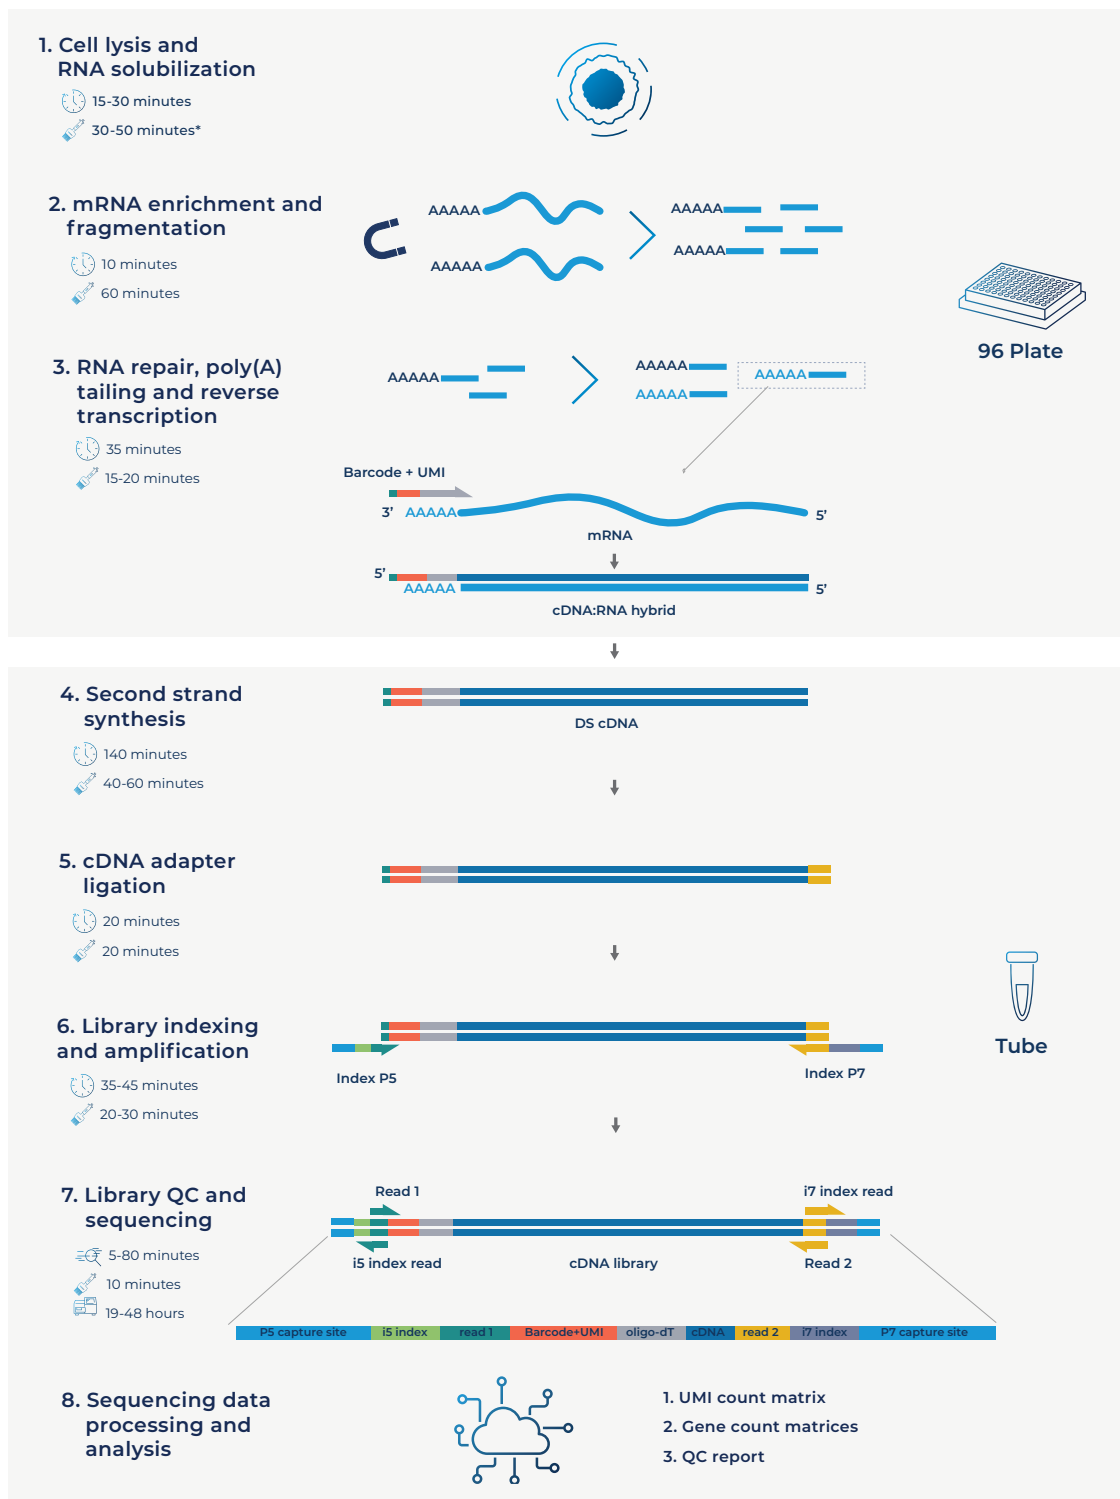 1. Cell lysis and
RNA solubilization
15-30 minutes
30-50 minutes*
2. mRNA enrichment and
fragmentation
10 minutes
60 minutes
AAAAA
AAAAA
AAAAA
AAAAA
96 Plate
3. RNA repair, poly(A)
tailing and reverse
transcription
35 minutes
15-20 minutes
AAAAA
AAAAA
AAAAA
AAAAA
Barcode + UMI
3’ AAAAA 5’
mRNA
5’
AAAAA 5’
cDNA:RNA hybrid
4. Second strand
synthesis
140 minutes
40-60 minutes
DS cDNA
5. cDNA adapter
ligation
20 minutes
20 minutes
6. Library indexing
and amplification
35-45 minutes
20-30 minutes
Index P5
Index P7
Tube
7. Library QC and
sequencing
5-80 minutes
10 minutes
19-48 hours
Read 1
i7 index read
i5 index read
cDNA library
Read 2
P5 capture site i5 index read 1 Barcode+UMI oligo-dT cDNA read 2 i7 index P7 capture site
8. Sequencing data
processing and
analysis
1. UMI count matrix
2. Gene count matrices
3. QC report